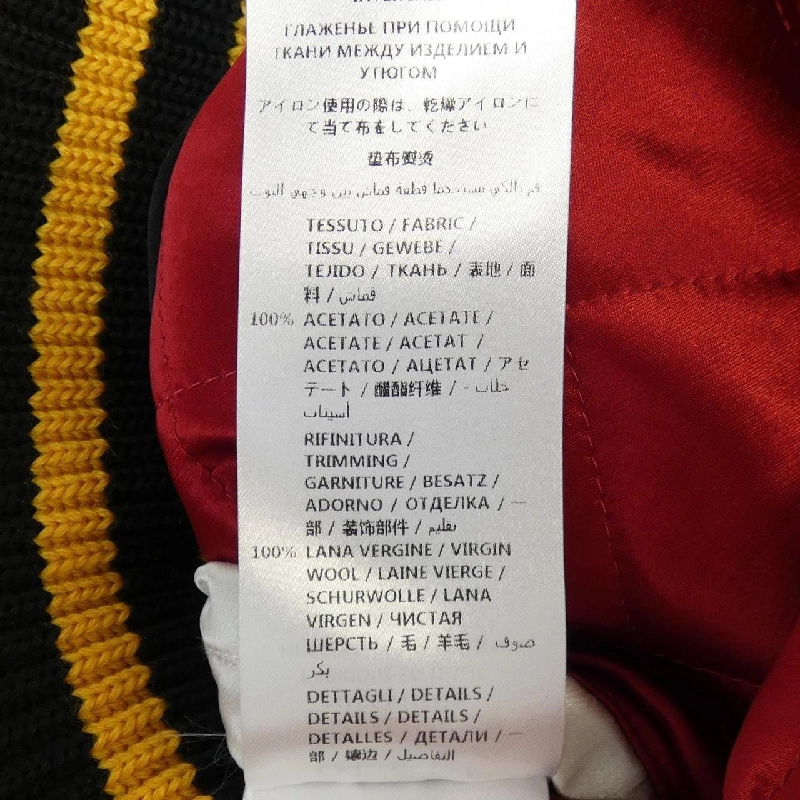 ГЛАЖЕНЬЕ ПРИ ПОМОЩИ
ТКАНИ МЕЖДУ ИЗДЕЛИЕМ И
УТЮГОМ
アイロン使用の際は、乾燥アイロンに
て当て布をしてください
垫布熨烫
TESSUTO / FABRIC /
TISSU / GEWEBE /
TEJIDO / ТКАНЬ / 表地 / 面
料 / قماش
100% ACETATO / ACETATE /
ACETATE / ACETAT /
ACETATO / АЦЕТАТ / アセ
テート / 醋酯纤维 / -
RIFINITURA /
TRIMMING /
GARNITURE / BESATZ /
ADORNO / ОТДЕЛКА / 一
部 / 装饰部件 / تقليم
100% LANA VERGINE / VIRGIN
WOOL / LAINE VIERGE /
SCHURWOLLE / LANA
VIRGEN / ЧИСТАЯ
ШЕРСТЬ / 毛 / 羊毛 / صوف
بكر
DETTAGLI / DETAILS /
DETAILS / DETAILS /
DETALLES / ДЕТАЛИ / 一
部 / 镶边 / التفاصيل